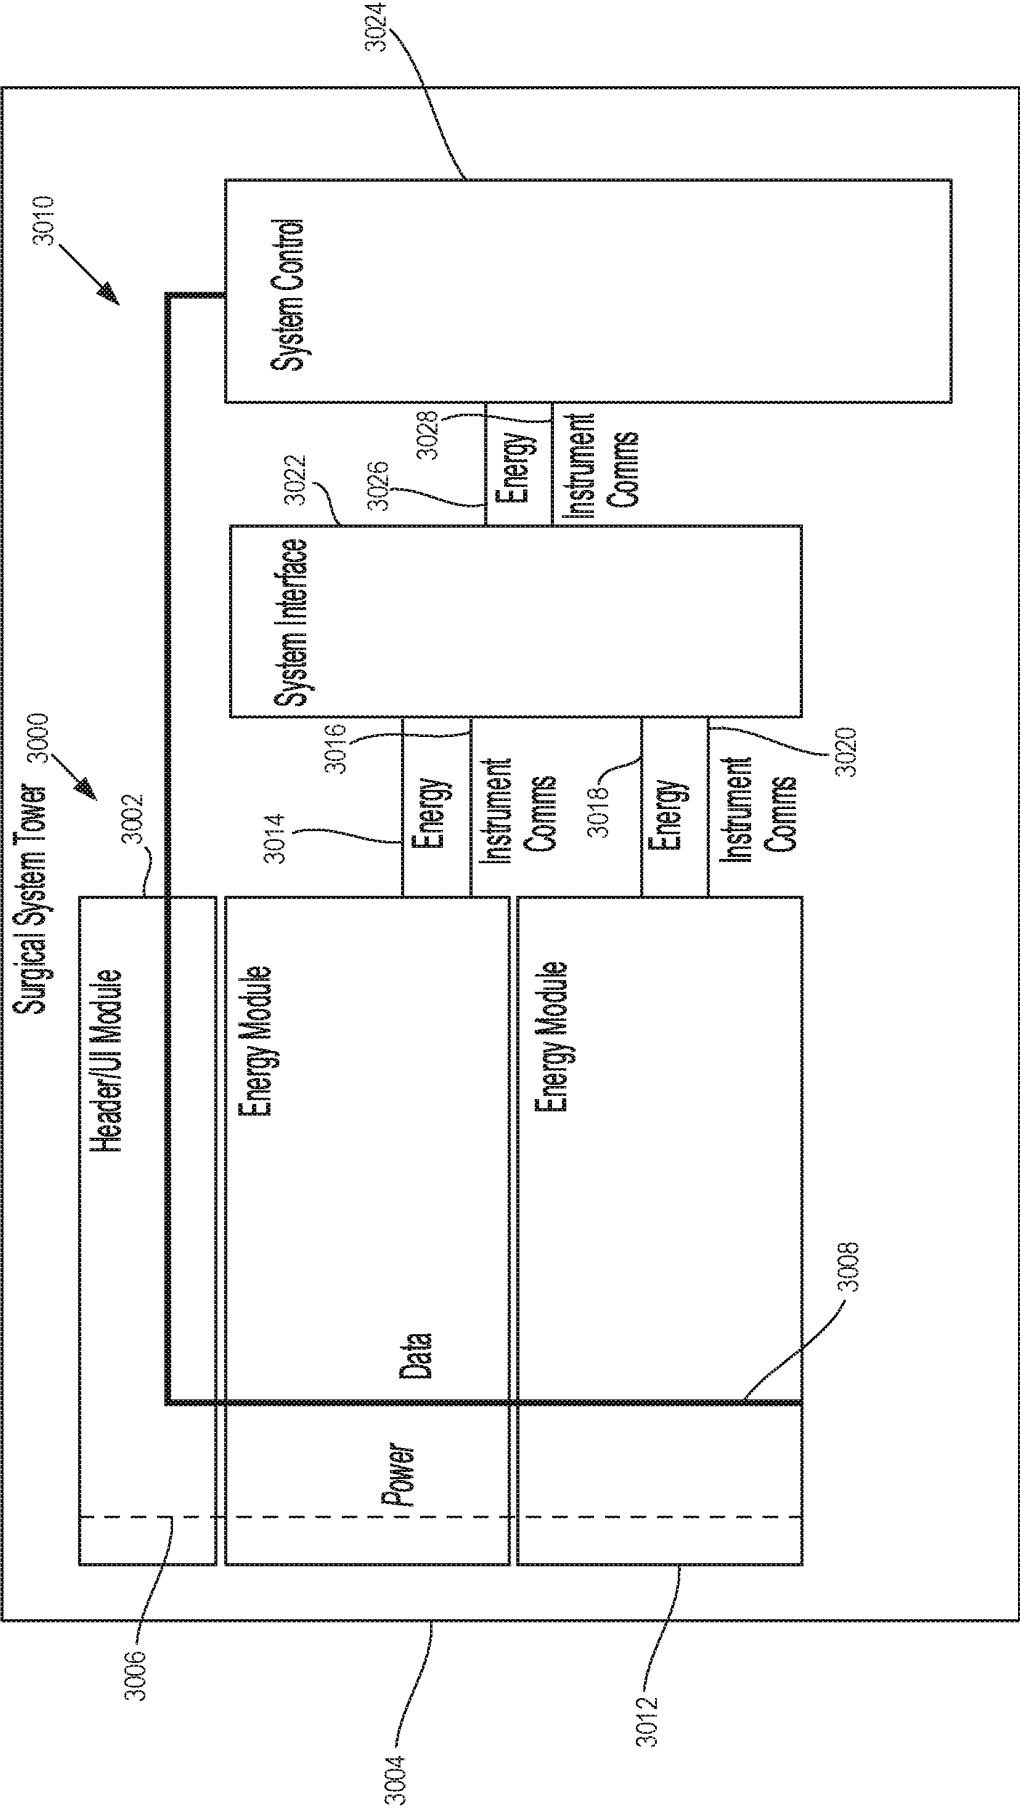 Surgical System Tower
3000
3010
3024
Header/UI Module
3002
3006
Energy Module
System Interface
System Control
3014
3022
3016
3026
3028
Power
Data
3004
Energy
Energy
Instrument
Comms
Instrument
Comms
Energy Module
3018
3012
Energy
Instrument
Comms
3008
3020